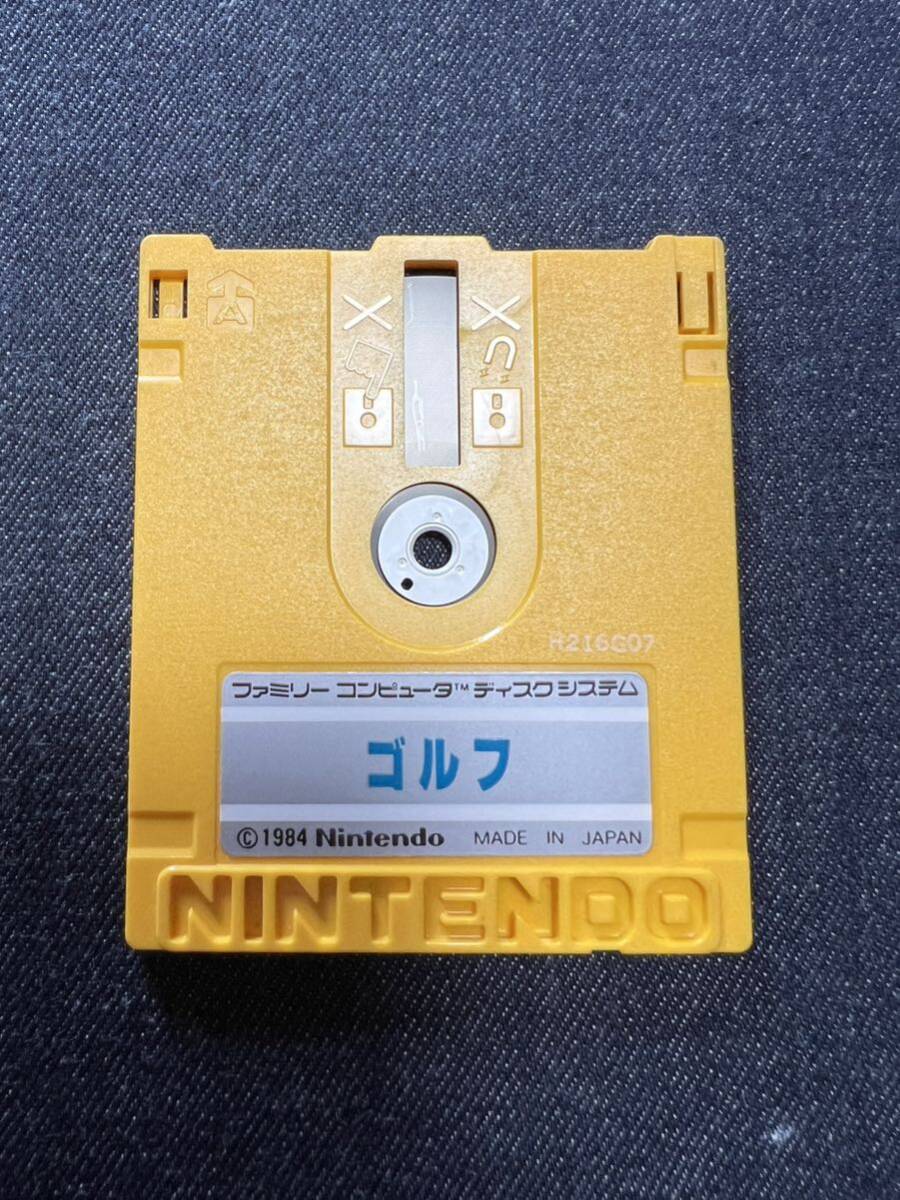 A
H216G07
ファミリー コンピュータ™ ディスクシステム
ゴルフ
©1984 Nintendo MADE IN JAPAN
NINTENDO